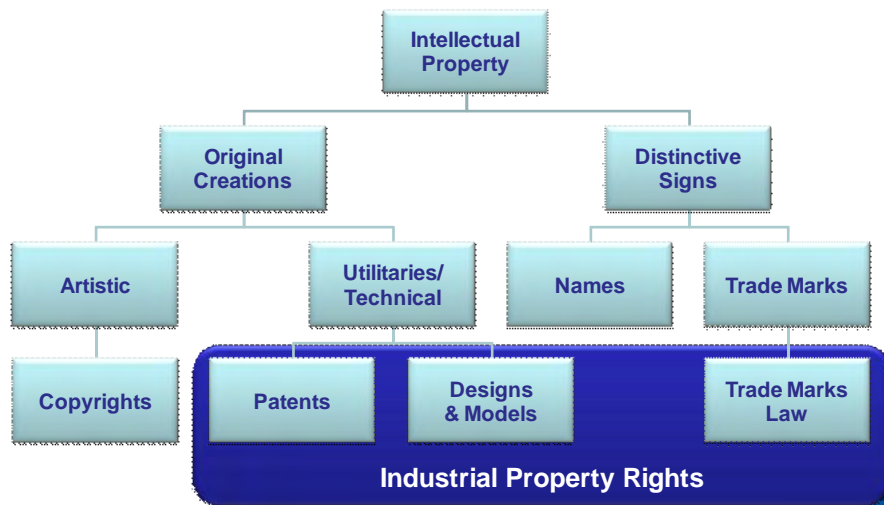 Intellectual
Property
Original
Creations
Distinctive
Signs
Artistic
Utilitaries/
Technical
Names
Trade Marks
Copyrights
Patents
Designs
& Models
Trade Marks
Law
Industrial Property Rights